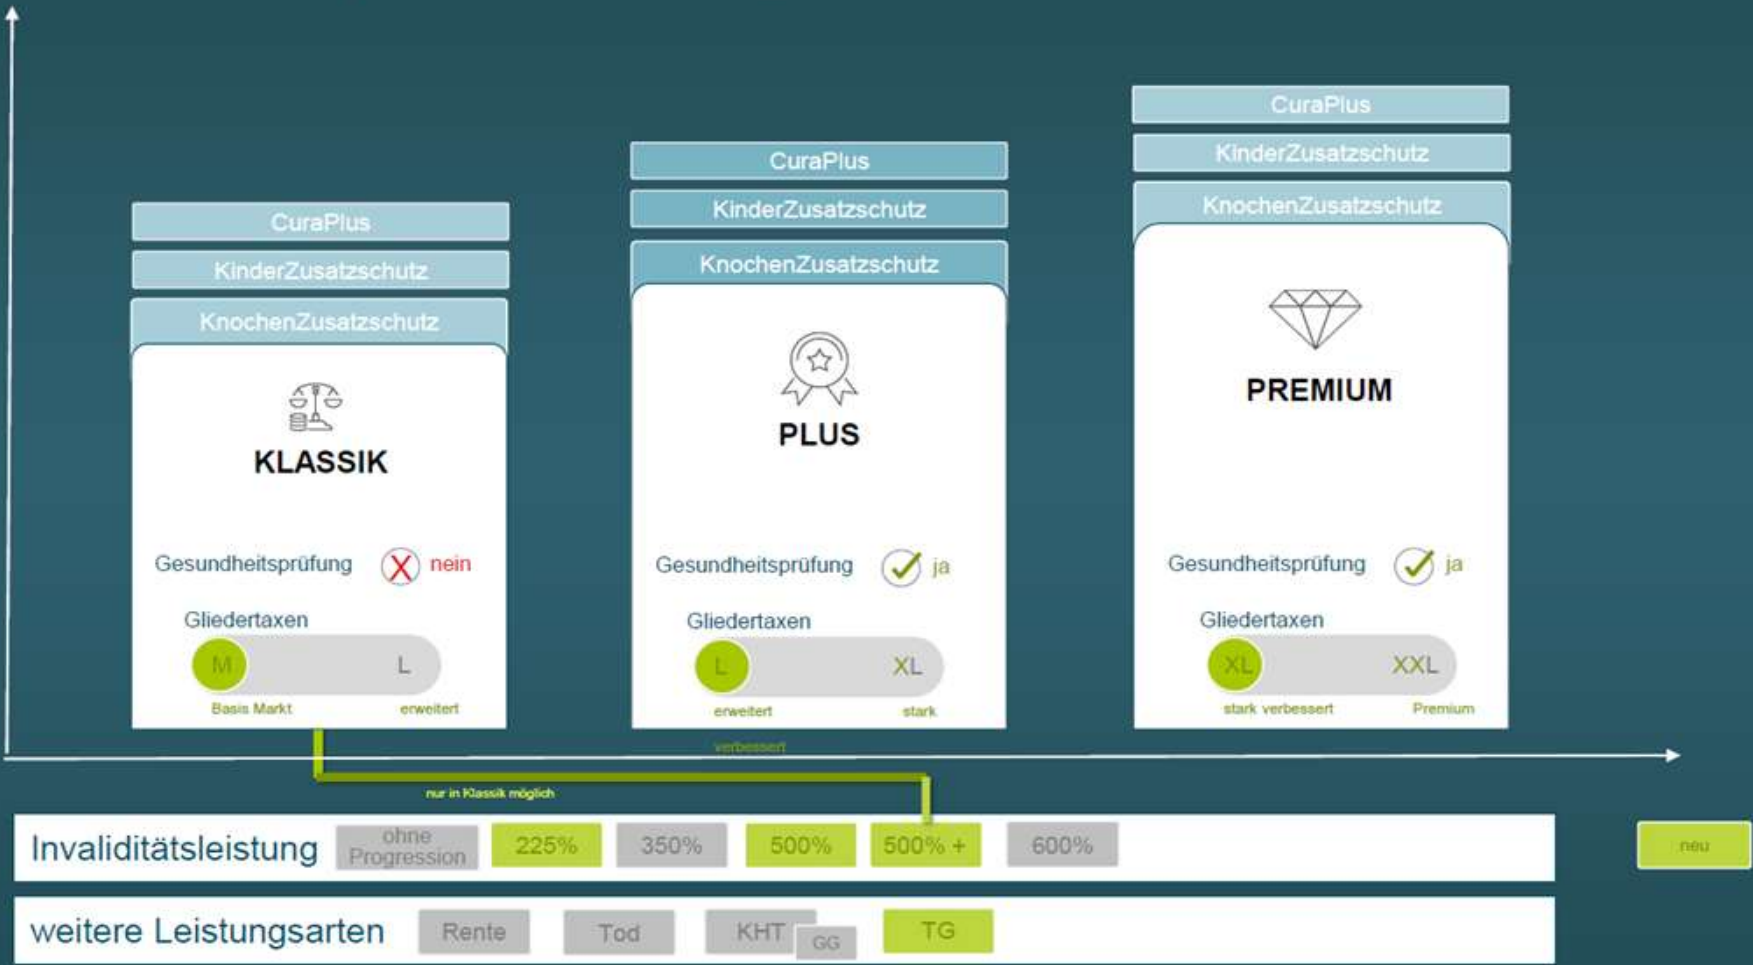 CuraPlus
KinderZusatzschutz
KnochenZusatzschutz
KLASSIK
Gesundheitsprüfung nein
Gliedertaxen
M L
Basis Markt erweitert
CuraPlus
KinderZusatzschutz
KnochenZusatzschutz
PLUS
Gesundheitsprüfung ja
Gliedertaxen
L XL
erweitert stark
verbessert
CuraPlus
KinderZusatzschutz
KnochenZusatzschutz
PREMIUM
Gesundheitsprüfung ja
Gliedertaxen
XL XXL
stark verbessert Premium
nur in Klassik möglich
Invaliditätsleistung ohne Progression 225% 350% 500% 500% + 600%
neu
weitere Leistungsarten Rente Tod KHT GG TG